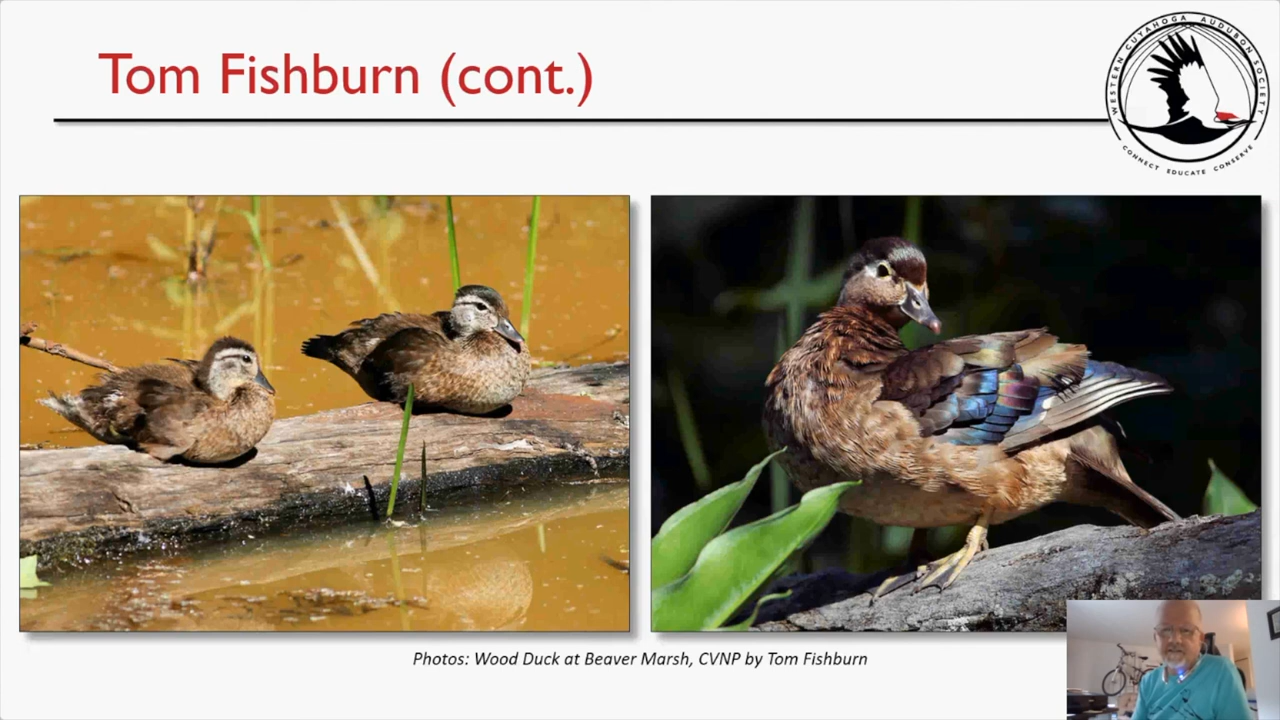 Tom Fishburn (cont.)
WESTERN CUYAHOGA AUDUBON SOCIETY
CONNECT EDUCATE CONSERVE
Photos: Wood Duck at Beaver Marsh, CVNP by Tom Fishburn